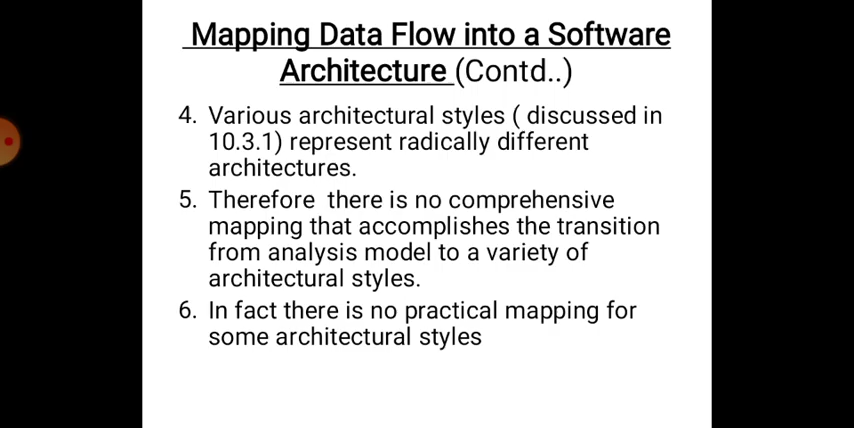 Mapping Data Flow into a Software
Architecture (Contd..)
4. Various architectural styles ( discussed in
10.3.1) represent radically different
architectures.
5. Therefore there is no comprehensive
mapping that accomplishes the transition
from analysis model to a variety of
architectural styles.
6. In fact there is no practical mapping for
some architectural styles